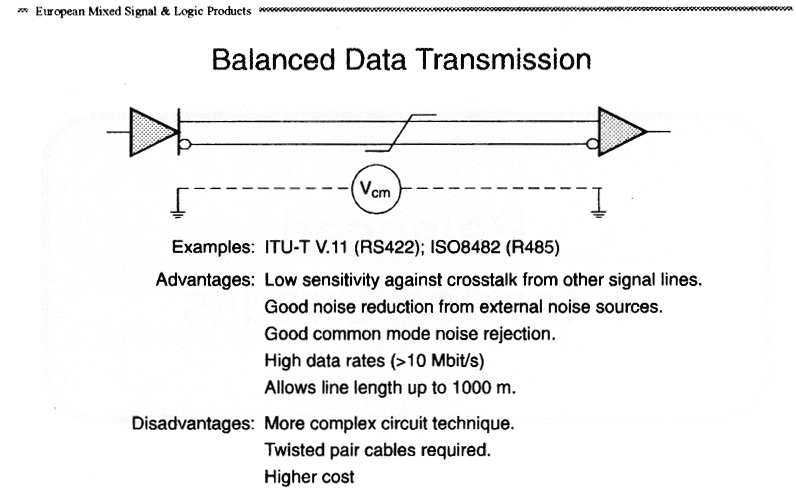 European Mixed Signal & Logic Products
Balanced Data Transmission
Vcm
Examples: ITU-T V.11 (RS422); ISO8482 (R485)
Advantages: Low sensitivity against crosstalk from other signal lines.
Good noise reduction from external noise sources.
Good common mode noise rejection.
High data rates (>10 Mbit/s)
Allows line length up to 1000 m.
Disadvantages: More complex circuit technique.
Twisted pair cables required.
Higher cost